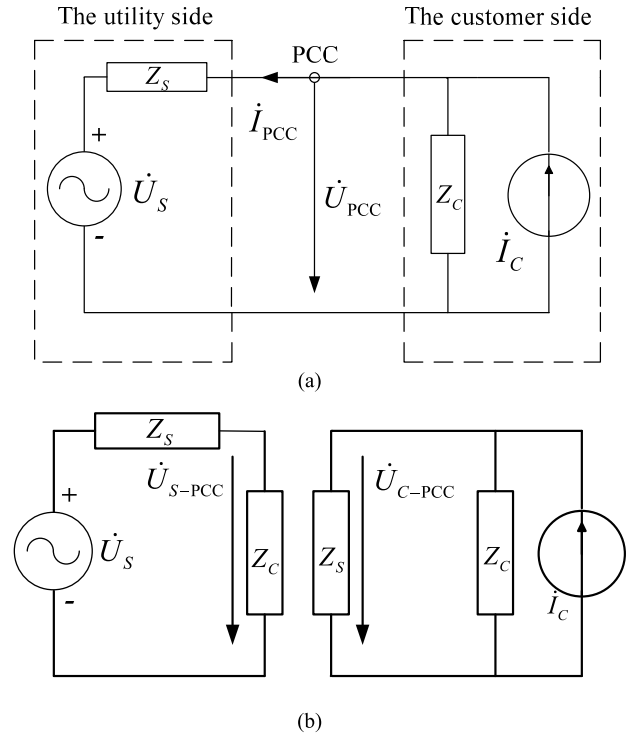 The utility side
The customer side
Z_S
PCC
İ_PCC
+
U̇_S
-
U̇_PCC
Z_C
İ_C
(a)
Z_S
U̇_S−PCC
U̇_C−PCC
+
U̇_S
-
Z_C
Z_S
Z_C
İ_C
(b)